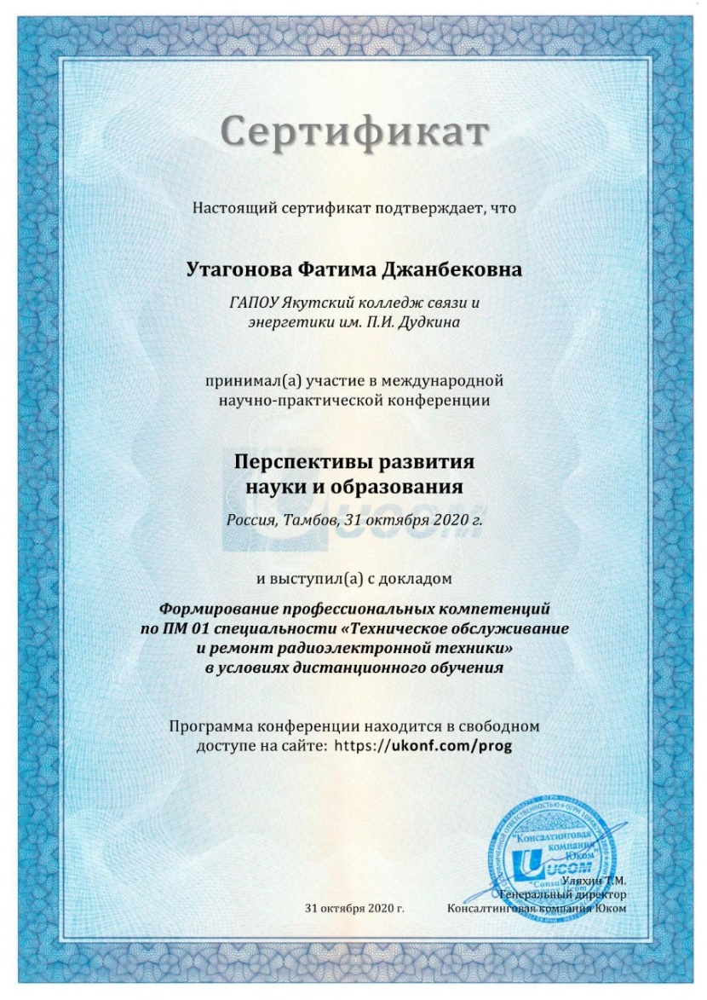 Сертификат
Настоящий сертификат подтверждает, что
Утагонова Фатима Джанбековна
ГАПОУ Якутский колледж связи и
энергетики им. П.И. Дудкина
принимал(а) участие в международной
научно-практической конференции
Перспективы развития
науки и образования
Россия, Тамбов, 31 октября 2020 г.
ucom
и выступил(а) с докладом
Формирование профессиональных компетенций
по ПМ 01 специальности «Техническое обслуживание
и ремонт радиоэлектронной техники»
в условиях дистанционного обучения
Программа конференции находится в свободном
доступе на сайте: https://ukonf.com/prog
"Консалтинговая
компания
Юком"
ucom
Уляхин Т.М.
Генеральный директор
31 октября 2020 г. Консалтинговая компания Юком